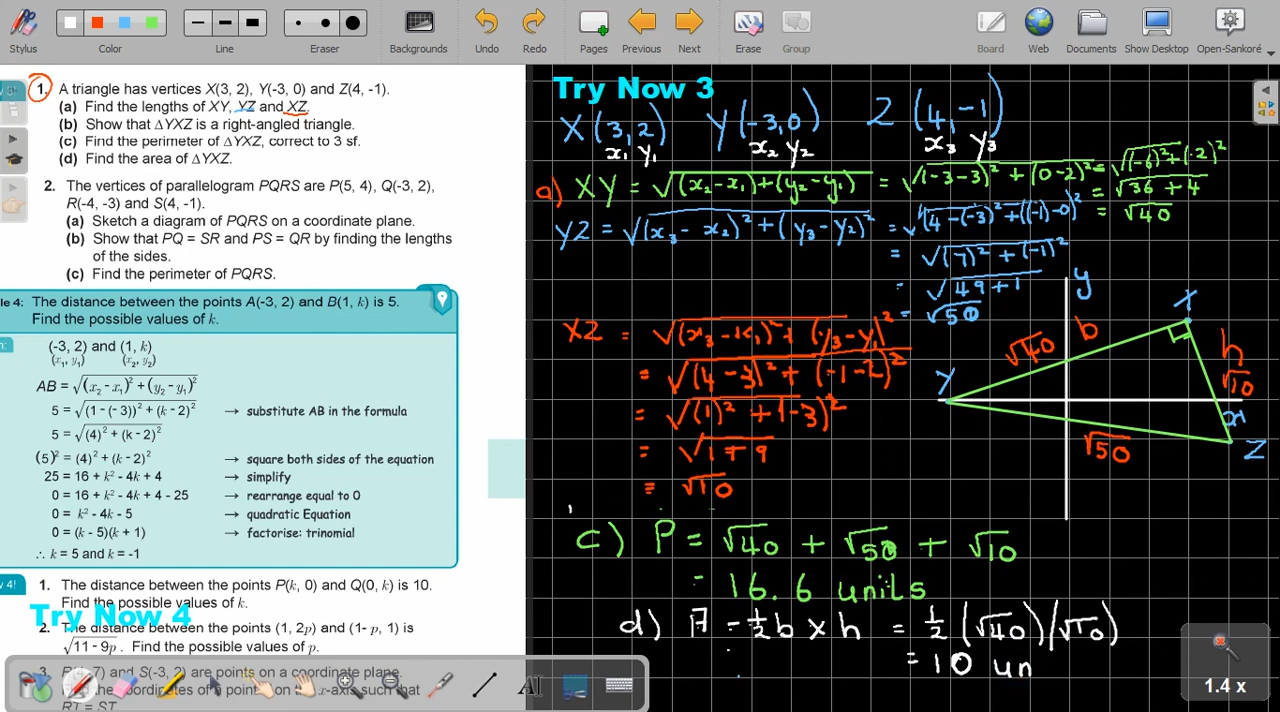 Stylus
Color
Line
Eraser
Backgrounds
Undo
Redo
Pages
Previous
Next
Erase
Group
Board
Web
Documents
Show Desktop
Open-Sankoré
1. A triangle has vertices X(3, 2), Y(-3, 0) and Z(4, -1).
(a) Find the lengths of XY, YZ and XZ.
(b) Show that ΔYXZ is a right-angled triangle.
(c) Find the perimeter of ΔYXZ, correct to 3 sf.
(d) Find the area of ΔYXZ.
2. The vertices of parallelogram PQRS are P(5, 4), Q(-3, 2),
R(-4, -3) and S(4, -1).
(a) Sketch a diagram of PQRS on a coordinate plane.
(b) Show that PQ = SR and PS = QR by finding the lengths
of the sides.
(c) Find the perimeter of PQRS.
le 4: The distance between the points A(-3, 2) and B(1, k) is 5.
Find the possible values of k.
n:
(-3, 2) and (1, k)
(x₁, y₁) (x₂, y₂)
AB = √(x₂ - x₁)² + (y₂ - y₁)²
5 = √(1 - (-3))² + (k - 2)² → substitute AB in the formula
5 = √(4)² + (k - 2)²
(5)² = (4)² + (k - 2)² → square both sides of the equation
25 = 16 + k² - 4k + 4 → simplify
0 = 16 + k² - 4k + 4 - 25 → rearrange equal to 0
0 = k² - 4k - 5 → quadratic Equation
0 = (k - 5)(k + 1) → factorise: trinomial
∴ k = 5 and k = -1
4!
1. The distance between the points P(k, 0) and Q(0, k) is 10.
Find the possible values of k.
Try Now 4
2. The distance between the points (1, 2p) and (1- p, 1) is
√11 - 9p. Find the possible values of p.
3. and S(-3, 2) are points on a coordinate plane.
RT = ST
Try Now 3
X (3, 2) Y (-3, 0) Z (4, -1)
x₁ y₁ x₂ y₂ x₃ y₃
a) XY = √(x₂-x₁)+(y₂-y₁) = √(-3-3)² + (0-2)² = √(-6)²+(-2)²
= √36 + 4
= √40
YZ = √(x₃ - x₂)² + (y₃ - y₂)² = √(4-(-3)²+((-1)-0)²
= √(7)² + (-1)²
= √49+1
= √50
XZ = √(x₃-x₁)² + (y₃-y₁)²
= √(4-3)² + (-1-2)²
= √(1)² + (-3)²
= √1+9
= √10
y
X
b
√40
h
√10
Y
x
√50
Z
c) P = √40 + √50 + √10
= 16.6 units
d) A = ½b × h = ½ (√40)(√10)
= 10 un
1.4 x